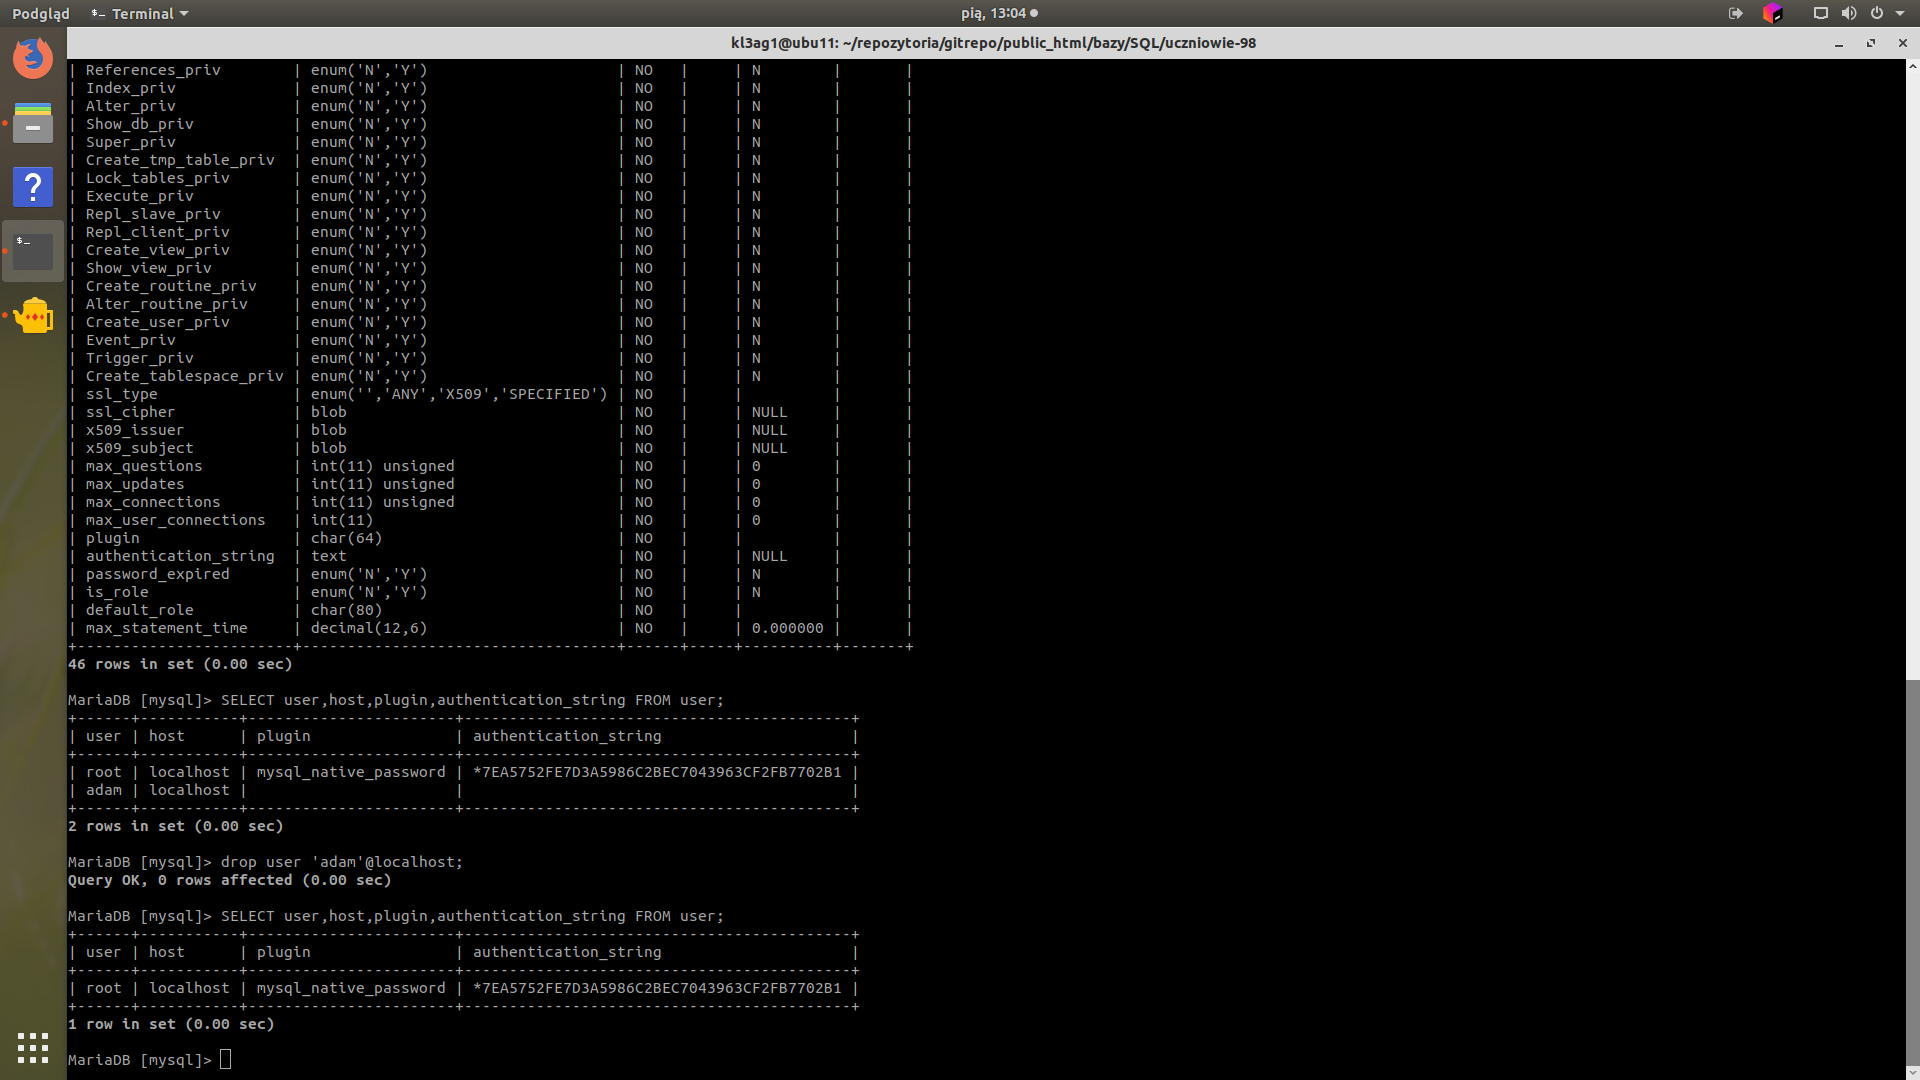 Podgląd Terminal pią, 13:04
kl3ag1@ubu11: ~/repozytoria/gitrepo/public_html/bazy/SQL/uczniowie-98
| References_priv        | enum('N','Y')                     | NO   |     | N        |       |
| Index_priv             | enum('N','Y')                     | NO   |     | N        |       |
| Alter_priv             | enum('N','Y')                     | NO   |     | N        |       |
| Show_db_priv           | enum('N','Y')                     | NO   |     | N        |       |
| Super_priv             | enum('N','Y')                     | NO   |     | N        |       |
| Create_tmp_table_priv  | enum('N','Y')                     | NO   |     | N        |       |
| Lock_tables_priv       | enum('N','Y')                     | NO   |     | N        |       |
| Execute_priv           | enum('N','Y')                     | NO   |     | N        |       |
| Repl_slave_priv        | enum('N','Y')                     | NO   |     | N        |       |
| Repl_client_priv       | enum('N','Y')                     | NO   |     | N        |       |
| Create_view_priv       | enum('N','Y')                     | NO   |     | N        |       |
| Show_view_priv         | enum('N','Y')                     | NO   |     | N        |       |
| Create_routine_priv    | enum('N','Y')                     | NO   |     | N        |       |
| Alter_routine_priv     | enum('N','Y')                     | NO   |     | N        |       |
| Create_user_priv       | enum('N','Y')                     | NO   |     | N        |       |
| Event_priv             | enum('N','Y')                     | NO   |     | N        |       |
| Trigger_priv           | enum('N','Y')                     | NO   |     | N        |       |
| Create_tablespace_priv | enum('N','Y')                     | NO   |     | N        |       |
| ssl_type               | enum('','ANY','X509','SPECIFIED') | NO   |     |          |       |
| ssl_cipher             | blob                              | NO   |     | NULL     |       |
| x509_issuer            | blob                              | NO   |     | NULL     |       |
| x509_subject           | blob                              | NO   |     | NULL     |       |
| max_questions          | int(11) unsigned                  | NO   |     | 0        |       |
| max_updates            | int(11) unsigned                  | NO   |     | 0        |       |
| max_connections        | int(11) unsigned                  | NO   |     | 0        |       |
| max_user_connections   | int(11)                           | NO   |     | 0        |       |
| plugin                 | char(64)                          | NO   |     |          |       |
| authentication_string  | text                              | NO   |     | NULL     |       |
| password_expired       | enum('N','Y')                     | NO   |     | N        |       |
| is_role                | enum('N','Y')                     | NO   |     | N        |       |
| default_role           | char(80)                          | NO   |     |          |       |
| max_statement_time     | decimal(12,6)                     | NO   |     | 0.000000 |       |
+------------------------+-----------------------------------+------+-----+----------+-------+
46 rows in set (0.00 sec)
MariaDB [mysql]> SELECT user,host,plugin,authentication_string FROM user;
+------+-----------+-----------------------+-------------------------------------------+
| user | host      | plugin                | authentication_string                     |
+------+-----------+-----------------------+-------------------------------------------+
| root | localhost | mysql_native_password | *7EA5752FE7D3A5986C2BEC7043963CF2FB7702B1 |
| adam | localhost |                       |                                           |
+------+-----------+-----------------------+-------------------------------------------+
2 rows in set (0.00 sec)
MariaDB [mysql]> drop user 'adam'@localhost;
Query OK, 0 rows affected (0.00 sec)
MariaDB [mysql]> SELECT user,host,plugin,authentication_string FROM user;
+------+-----------+-----------------------+-------------------------------------------+
| user | host      | plugin                | authentication_string                     |
+------+-----------+-----------------------+-------------------------------------------+
| root | localhost | mysql_native_password | *7EA5752FE7D3A5986C2BEC7043963CF2FB7702B1 |
+------+-----------+-----------------------+-------------------------------------------+
1 row in set (0.00 sec)
MariaDB [mysql]>